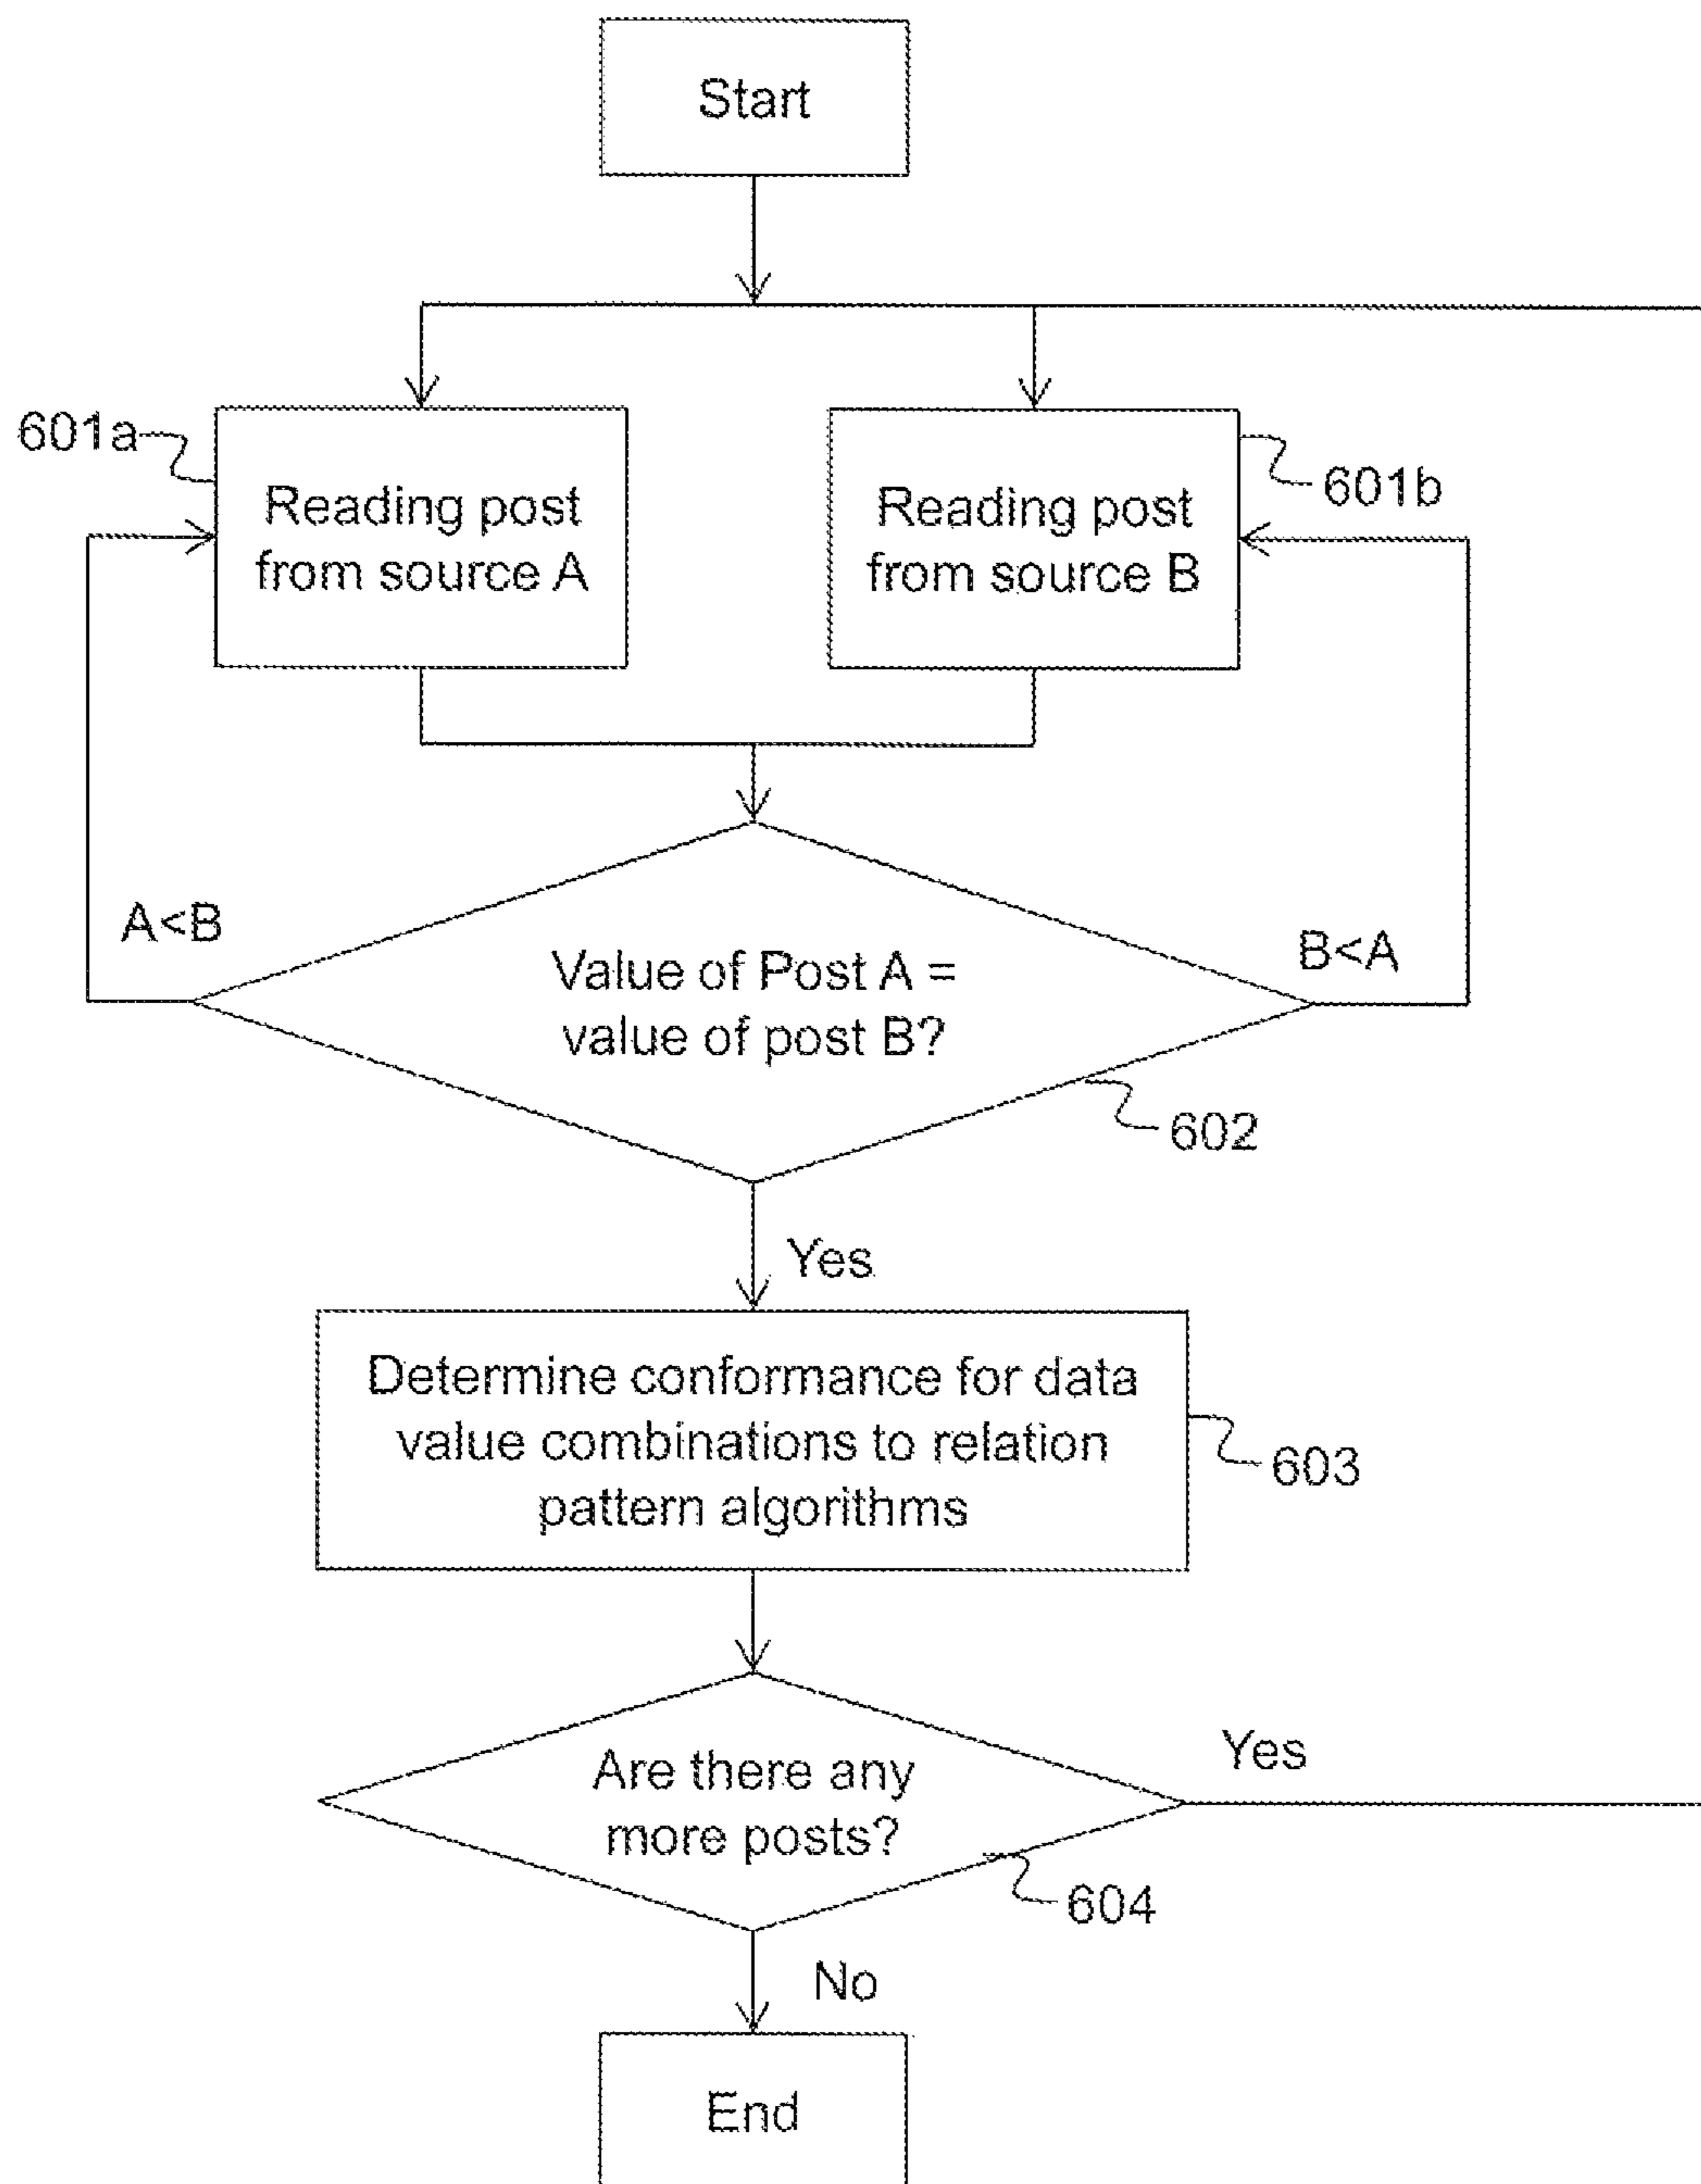 Start
601a
Reading post
from source A
Reading post
from source B
601b
A<B
Value of Post A =
value of post B?
B<A
602
Yes
Determine conformance for data
value combinations to relation
pattern algorithms
603
Are there any
more posts?
Yes
604
No
End